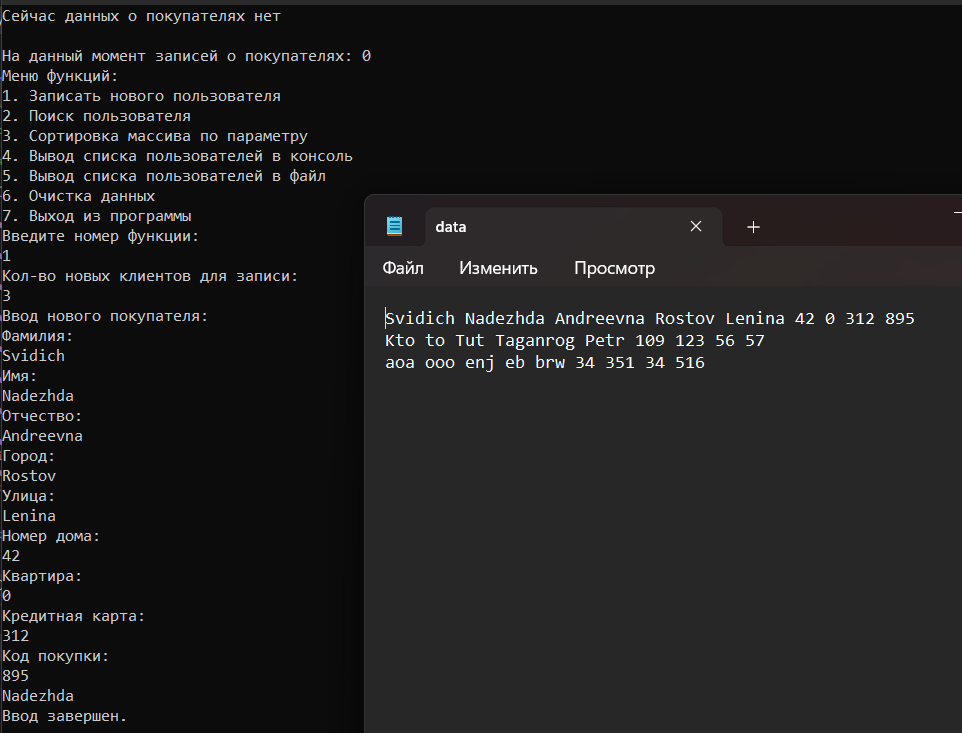 Сейчас данных о покупателях нет
На данный момент записей о покупателях: 0
Меню функций:
1. Записать нового пользователя
2. Поиск пользователя
3. Сортировка массива по параметру
4. Вывод списка пользователей в консоль
5. Вывод списка пользователей в файл
6. Очистка данных
7. Выход из программы
Введите номер функции:
1
Кол-во новых клиентов для записи:
3
Ввод нового покупателя:
Фамилия:
Svidich
Имя:
Nadezhda
Отчество:
Andreevna
Город:
Rostov
Улица:
Lenina
Номер дома:
42
Квартира:
0
Кредитная карта:
312
Код покупки:
895
Nadezhda
Ввод завершен.
data
Файл Изменить Просмотр
Svidich Nadezhda Andreevna Rostov Lenina 42 0 312 895
Kto to Tut Taganrog Petr 109 123 56 57
aoa ooo enj eb brw 34 351 34 516